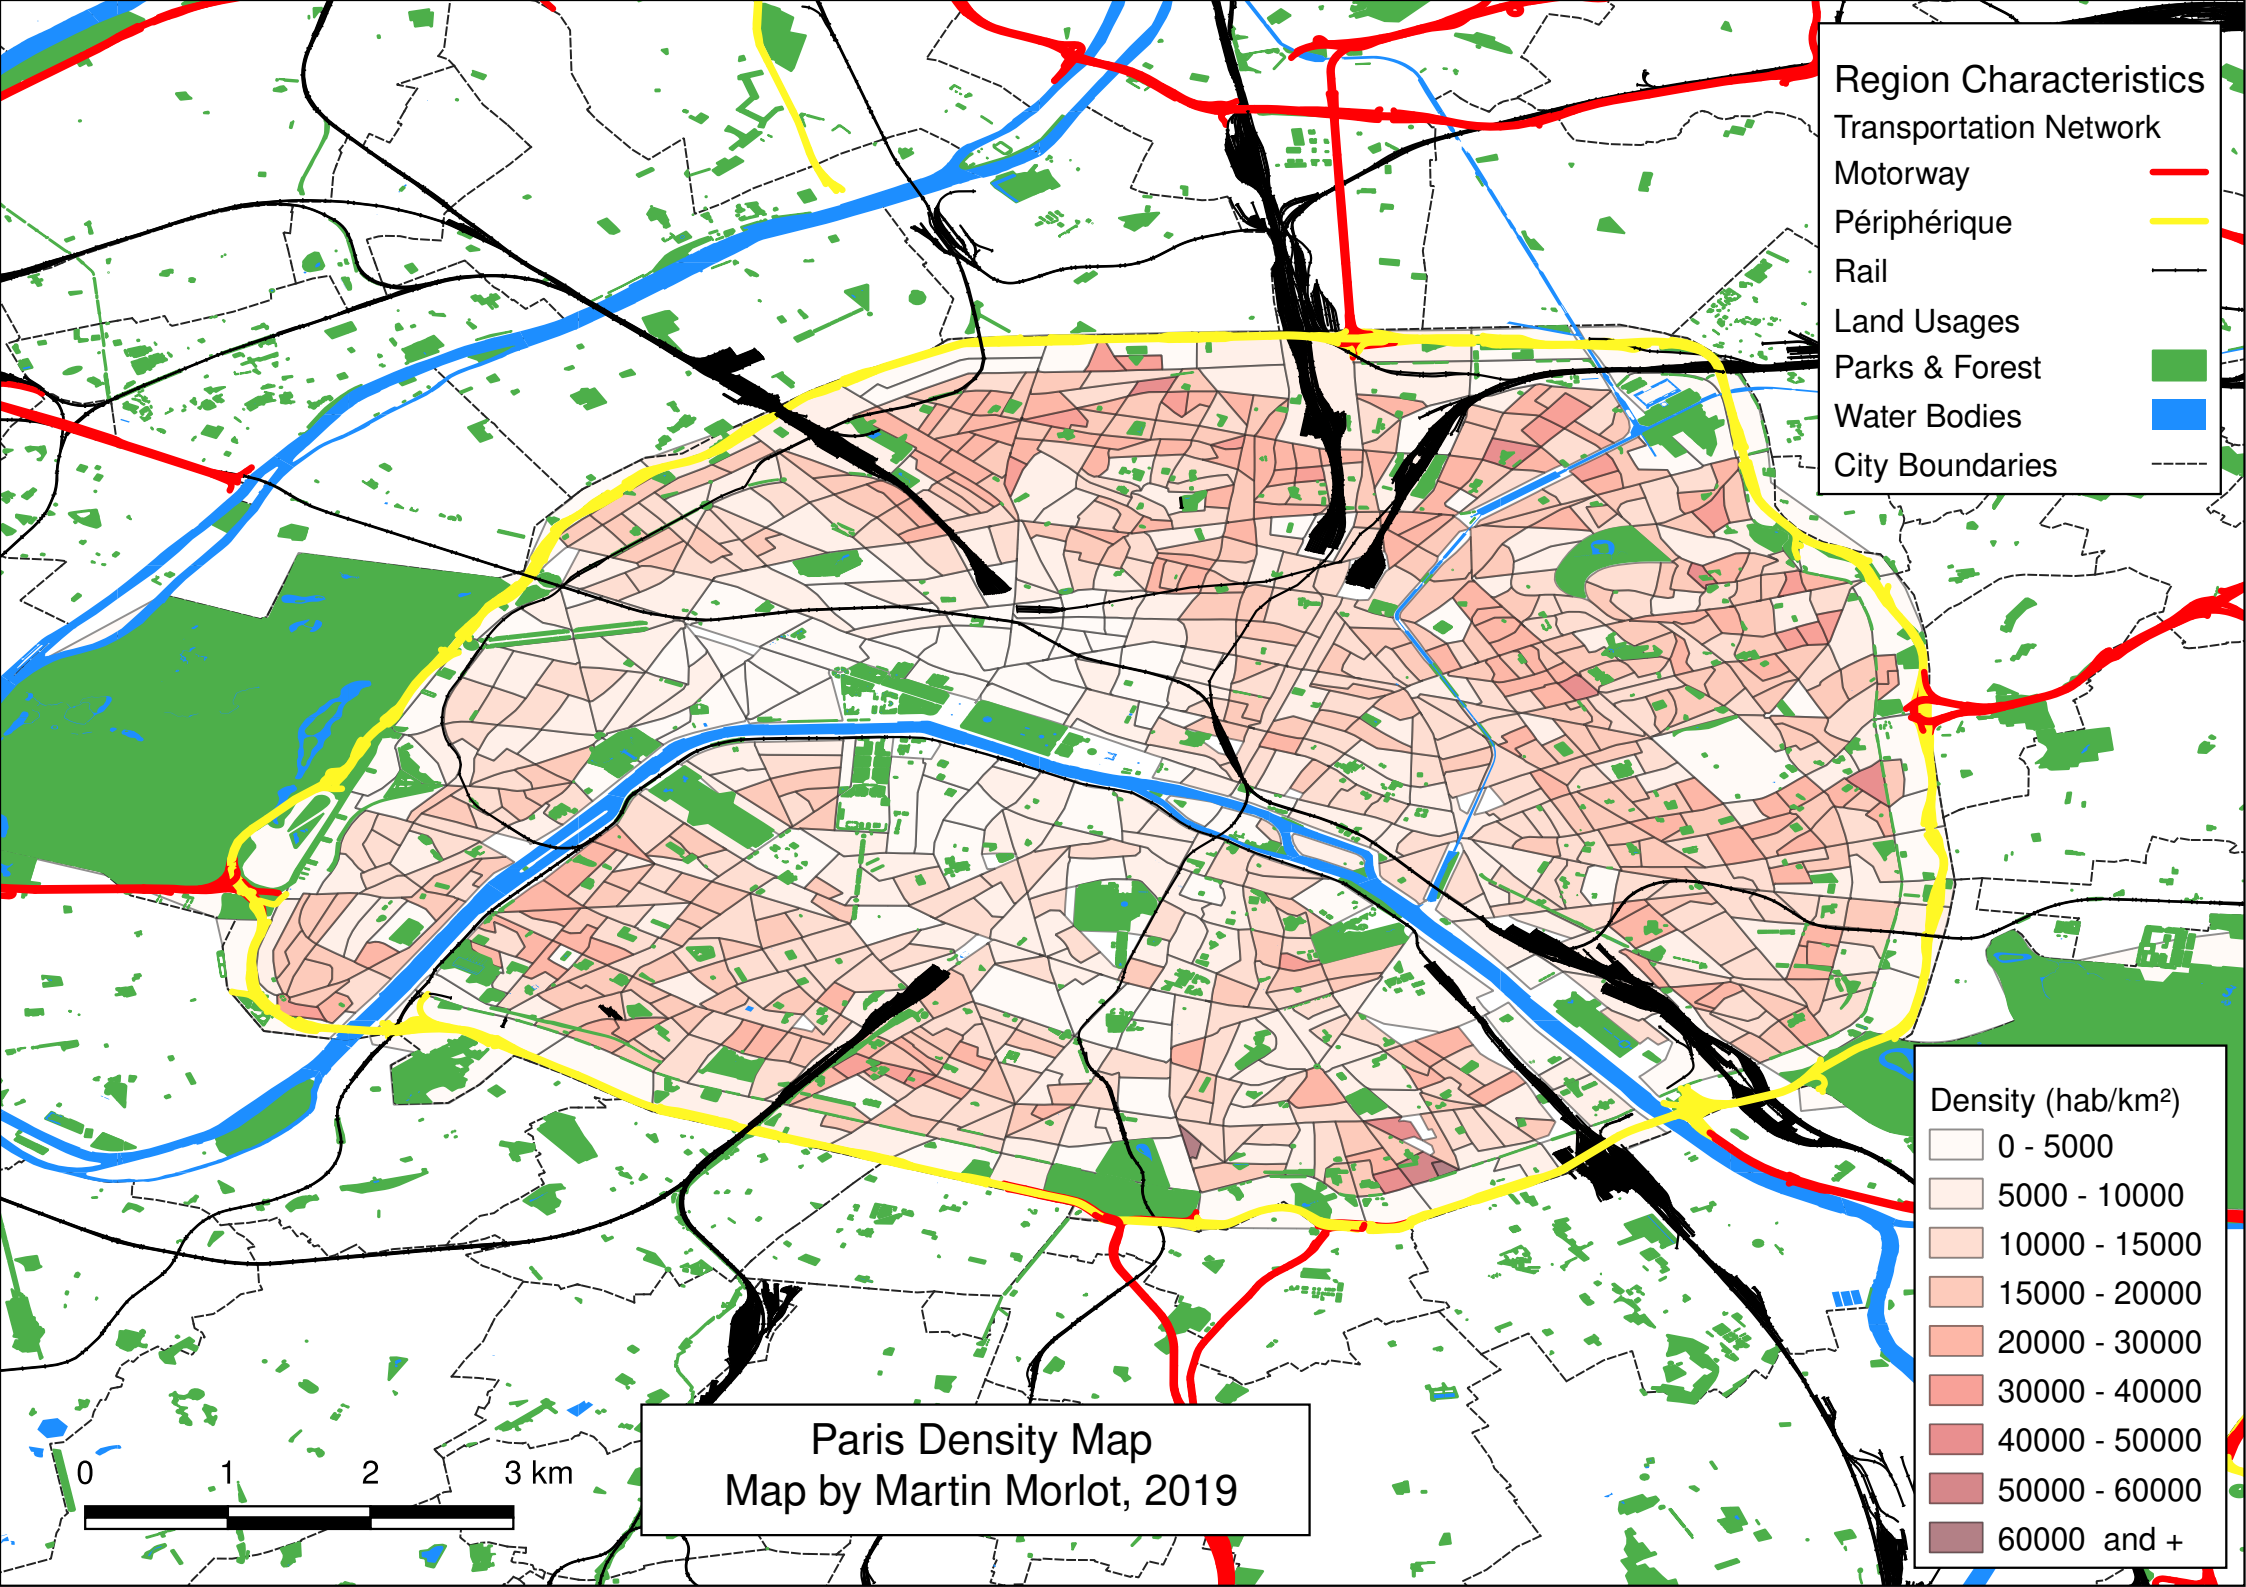 Region Characteristics
Transportation Network
Motorway
Périphérique
Rail
Land Usages
Parks & Forest
Water Bodies
City Boundaries
Density (hab/km²)
0 - 5000
5000 - 10000
10000 - 15000
15000 - 20000
20000 - 30000
30000 - 40000
40000 - 50000
50000 - 60000
60000 and +
Paris Density Map
Map by Martin Morlot, 2019
0 1 2 3 km